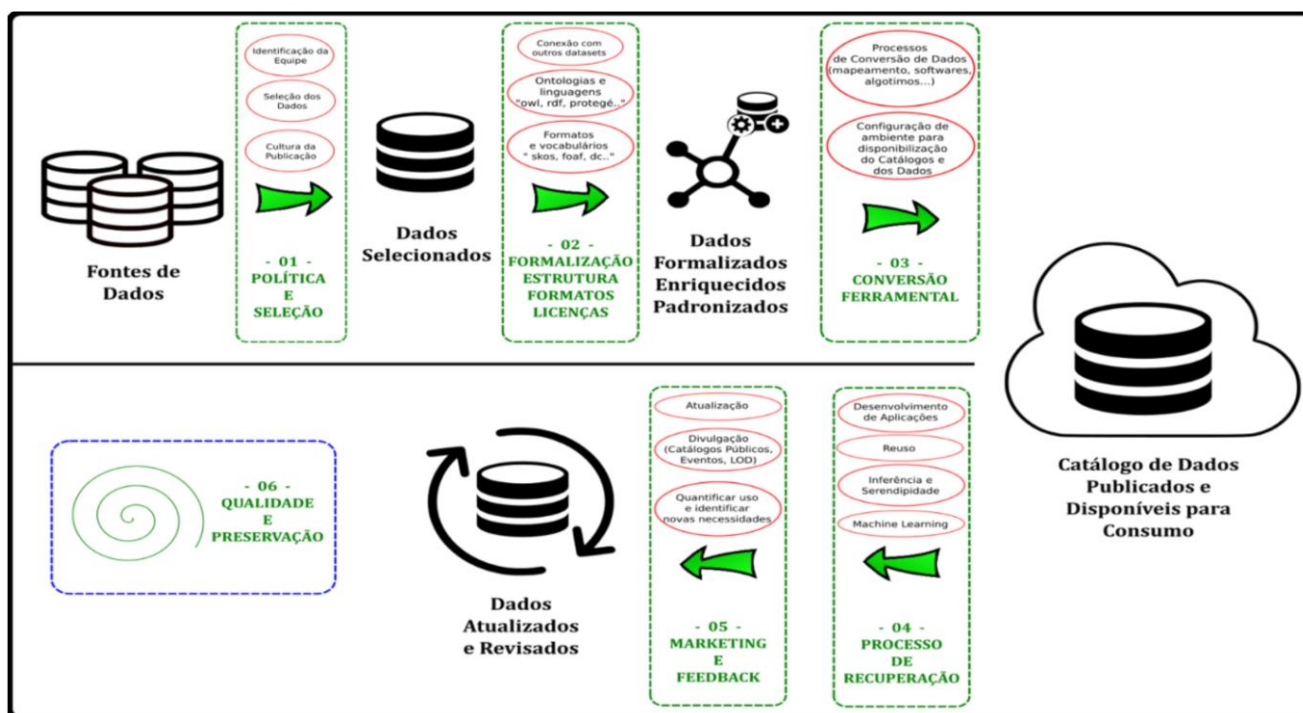 Identificação da
Equipe
Seleção dos
Dados
Cultura da
Publicação
Fontes de
Dados
- 01 -
POLÍTICA
E
SELEÇÃO
Dados
Selecionados
Conexão com
outros datasets
Ontologias e
linguagens
"owl, rdf, protegé.."
Formatos
e vocabulários
" skos, foaf, dc.."
- 02 -
FORMALIZAÇÃO
ESTRUTURA
FORMATOS
LICENÇAS
Dados
Formalizados
Enriquecidos
Padronizados
Processos
de Conversão de Dados
(mapeamento, softwares,
algotimos...)
Configuração de
ambiente para
disponibilização
do Catálogos e
dos Dados
- 03 -
CONVERSÃO
FERRAMENTAL
Catálogo de Dados
Publicados e
Disponíveis para
Consumo
Desenvolvimento
de Aplicações
Reuso
Inferência e
Serendipidade
Machine Learning
- 04 -
PROCESSO
DE
RECUPERAÇÃO
Atualização
Divulgação
(Catálogos Públicos,
Eventos, LOD)
Quantificar uso
e identificar
novas necessidades
- 05 -
MARKETING
E
FEEDBACK
Dados
Atualizados
e Revisados
- 06 -
QUALIDADE
E
PRESERVAÇÃO